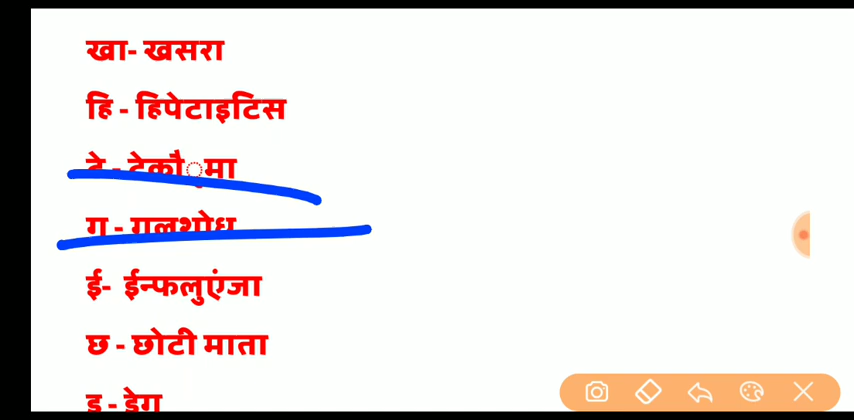 खा- खसरा
हि - हिपेटाइटिस
टे - टेकौुमा
ग - गलशोध
ई- ईन्फलुएंजा
छ - छोटी माता
ड - डेग